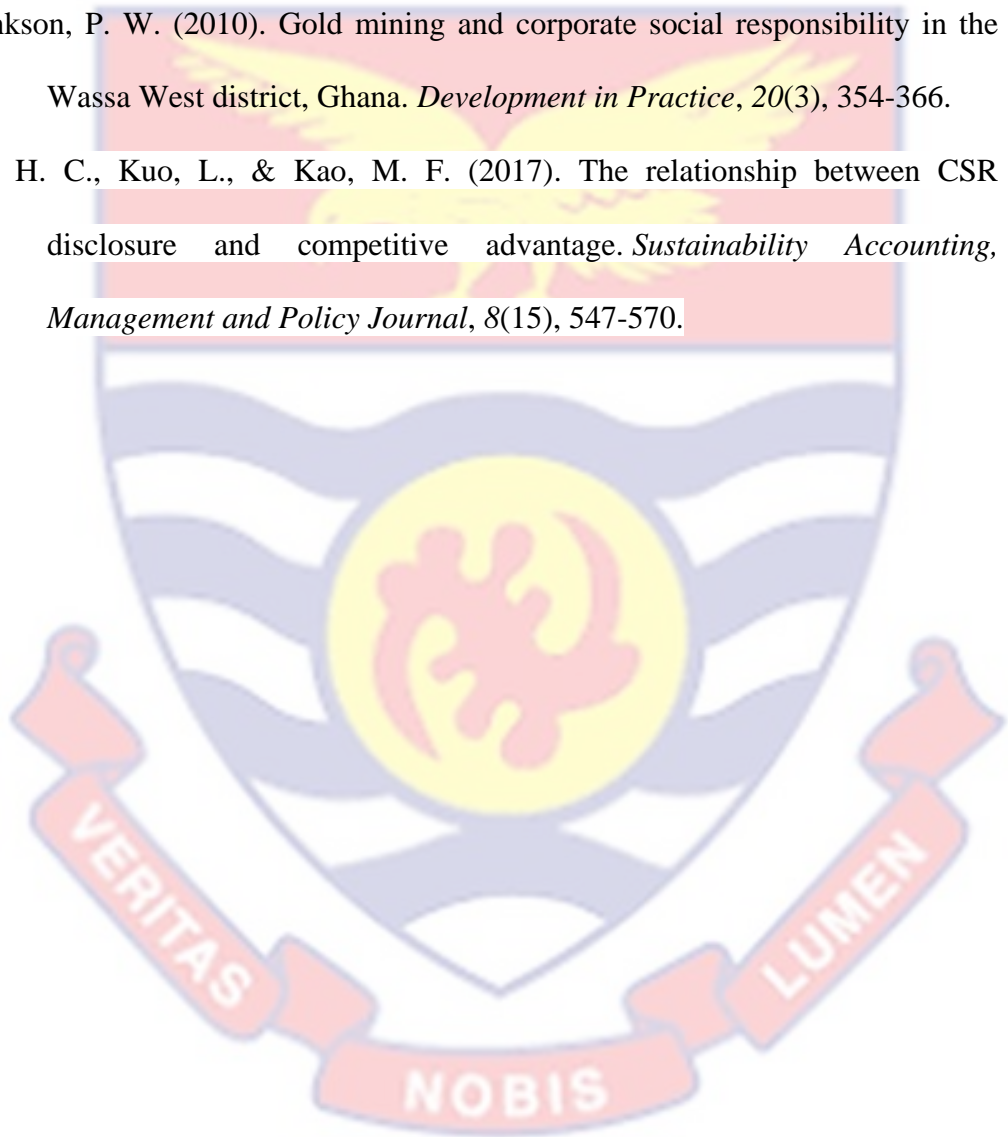 nkson, P. W. (2010). Gold mining and corporate social responsibility in the
Wassa West district, Ghana. Development in Practice, 20(3), 354-366.
H. C., Kuo, L., & Kao, M. F. (2017). The relationship between CSR
disclosure and competitive advantage. Sustainability Accounting,
Management and Policy Journal, 8(15), 547-570.
VERITAS
NOBIS
LUMEN